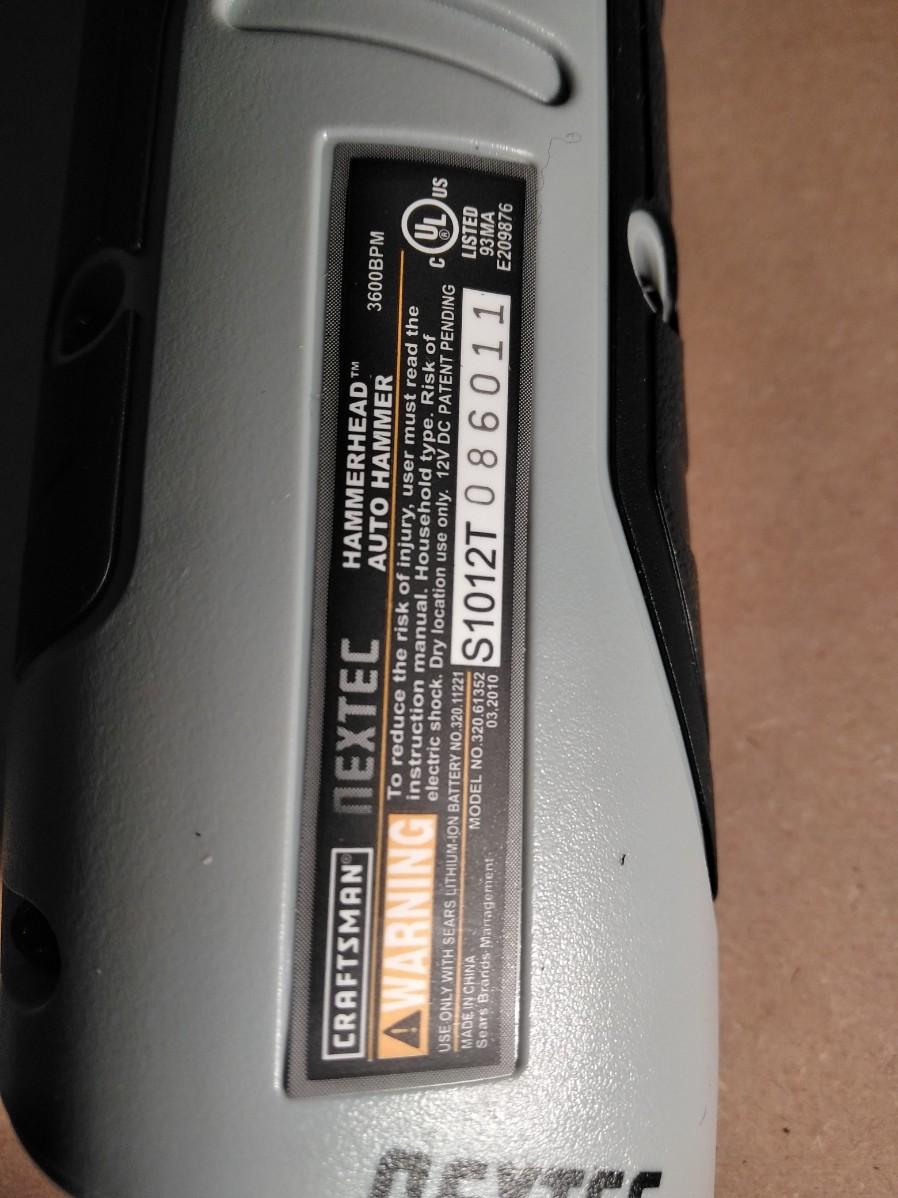 CRAFTSMAN®
nEXTEC
HAMMERHEAD™
AUTO HAMMER
3600BPM
WARNING
To reduce the risk of injury, user must read the
instruction manual. Household type. Risk of
electric shock. Dry location use only. 12V DC PATENT PENDING
USE ONLY WITH SEARS LITHIUM-ION BATTERY NO.320.11221
MADE IN CHINA
Sears Brands Management
MODEL NO.320.61352
03,2010
S1012T 086011
C UL® US
LISTED
93MA
E209876
nEXTEC